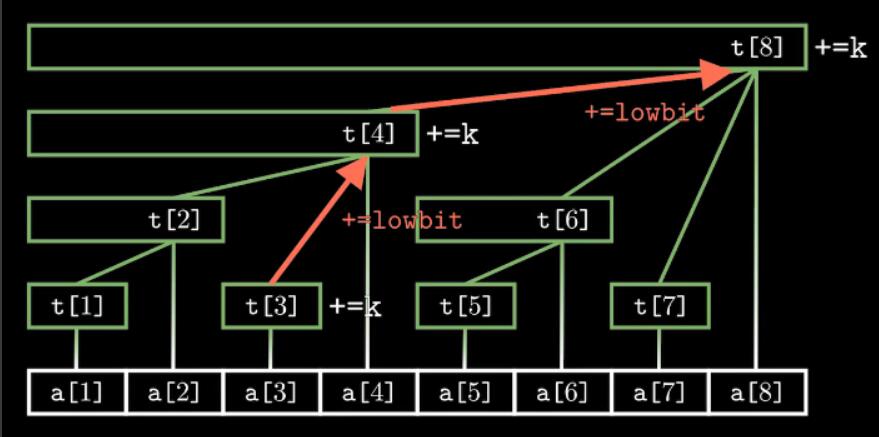 t[8] +=k
+=lowbit
t[4] +=k
t[2] +=lowbit t[6]
t[1] t[3] +=k t[5] t[7]
a[1] a[2] a[3] a[4] a[5] a[6] a[7] a[8]